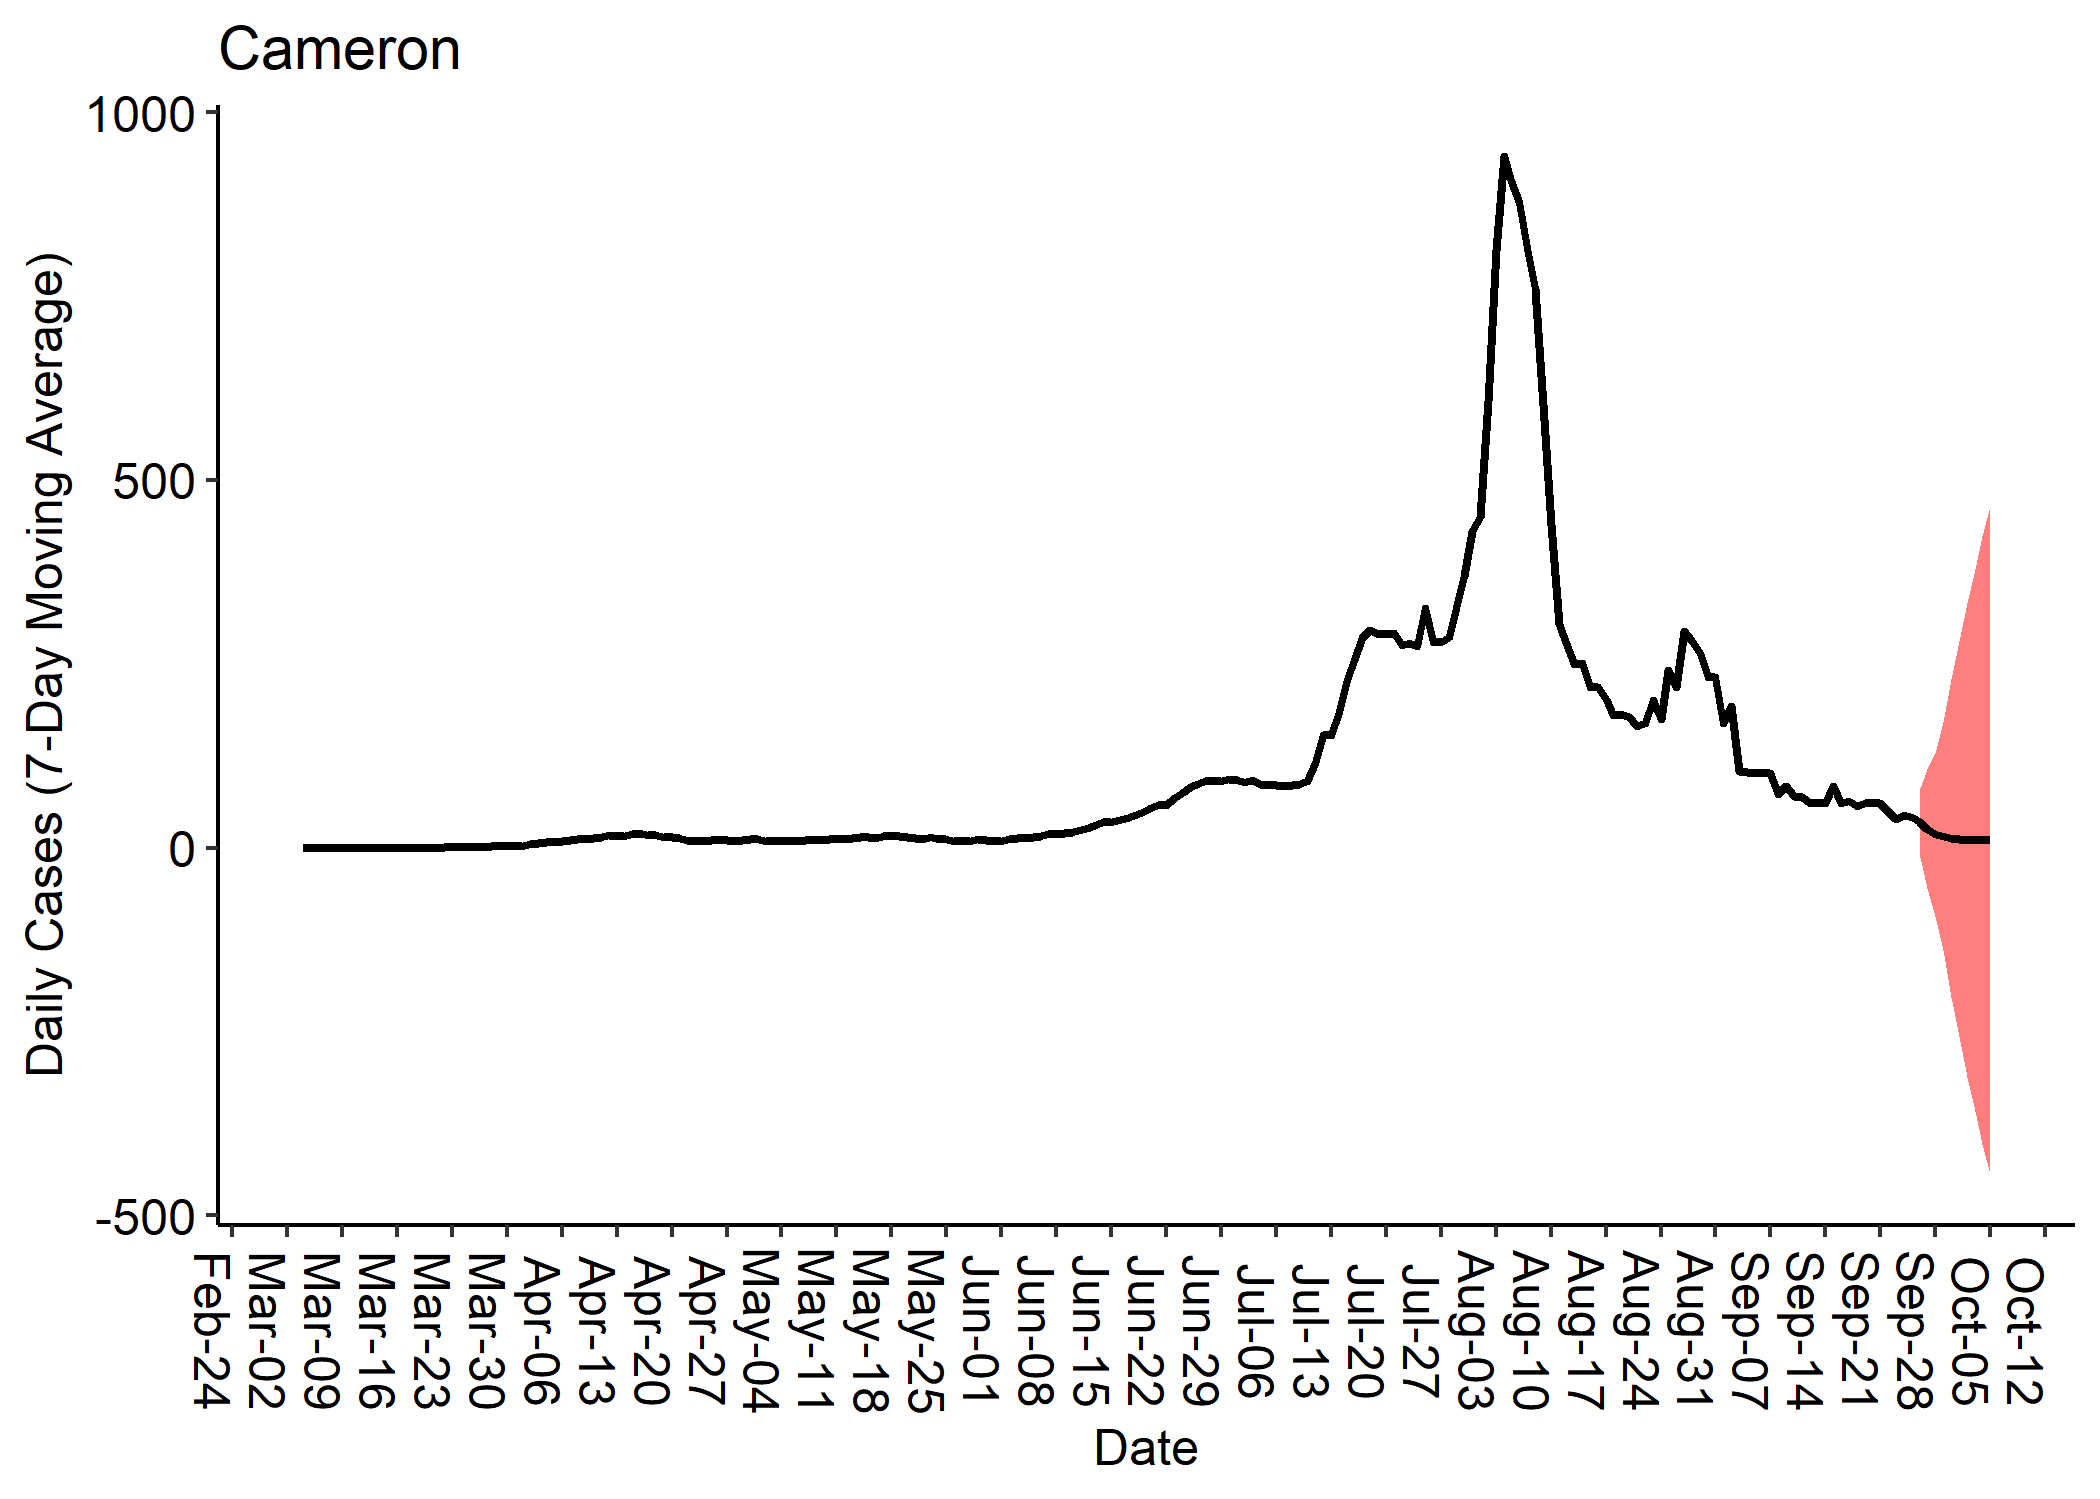 Cameron
Daily Cases (7-Day Moving Average)
1000
500
0
-500
Feb-24
Mar-02
Mar-09
Mar-16
Mar-23
Mar-30
Apr-06
Apr-13
Apr-20
Apr-27
May-04
May-11
May-18
May-25
Jun-01
Jun-08
Jun-15
Jun-22
Jun-29
Jul-06
Jul-13
Jul-20
Jul-27
Aug-03
Aug-10
Aug-17
Aug-24
Aug-31
Sep-07
Sep-14
Sep-21
Sep-28
Oct-05
Oct-12
Date